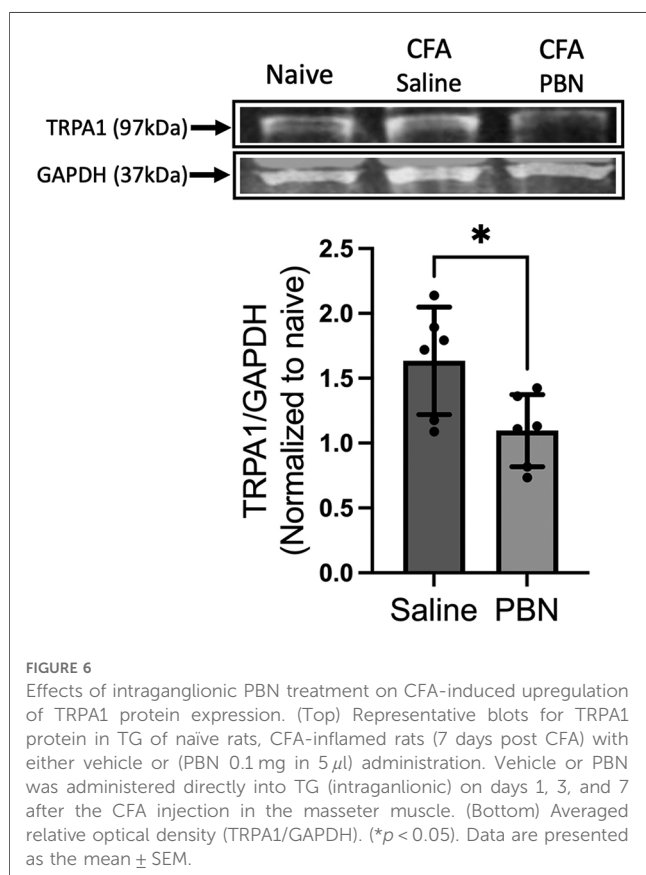 Naive
CFA
Saline
CFA
PBN
TRPA1 (97kDa)
GAPDH (37kDa)
*
2.5
2.0
1.5
1.0
0.5
0.0
TRPA1/GAPDH
(Normalized to naive)
Saline PBN
FIGURE 6
Effects of intraganglionic PBN treatment on CFA-induced upregulation
of TRPA1 protein expression. (Top) Representative blots for TRPA1
protein in TG of naïve rats, CFA-inflamed rats (7 days post CFA) with
either vehicle or (PBN 0.1 mg in 5 µl) administration. Vehicle or PBN
was administered directly into TG (intraganlionic) on days 1, 3, and 7
after the CFA injection in the masseter muscle. (Bottom) Averaged
relative optical density (TRPA1/GAPDH). (*p < 0.05). Data are presented
as the mean ± SEM.